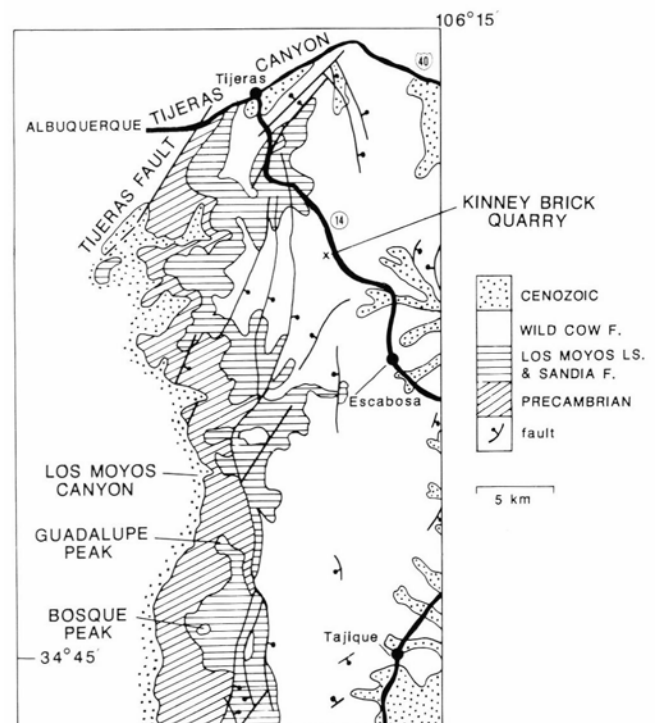 106°15'
TIJERAS CANYON
40
Tijeras
ALBUQUERQUE
TIJERAS FAULT
14
KINNEY BRICK
QUARRY
x
CENOZOIC
WILD COW F.
LOS MOYOS LS.
& SANDIA F.
PRECAMBRIAN
fault
Escabosa
5 km
LOS MOYOS
CANYON
GUADALUPE
PEAK
BOSQUE
PEAK
Tajique
34°45'